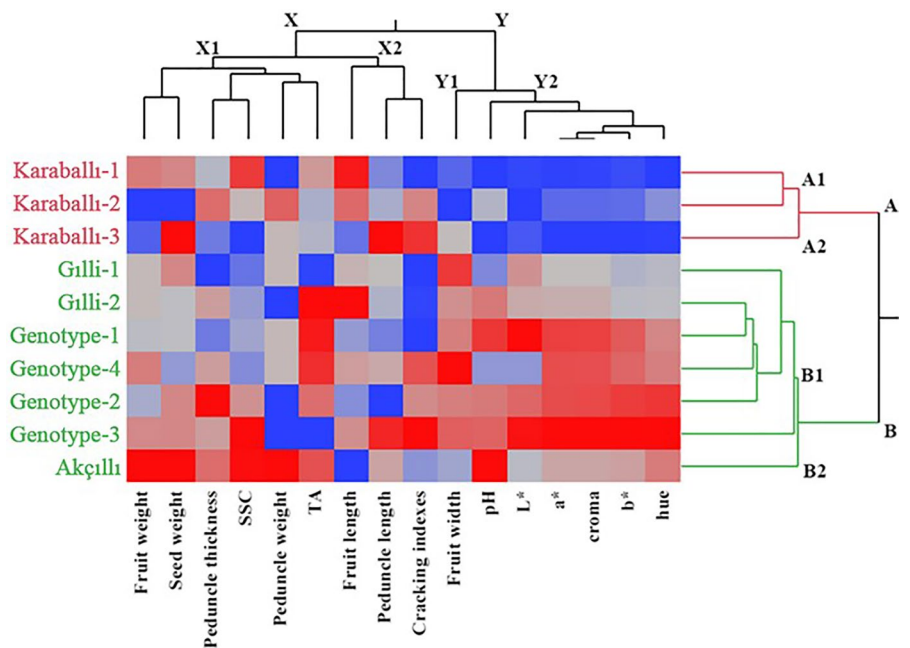 X
Y
X1
X2
Y1
Y2
Karaballı-1
Karaballı-2
Karaballı-3
Gılli-1
Gılli-2
Genotype-1
Genotype-4
Genotype-2
Genotype-3
Akçıllı
A1
A
A2
B1
B
B2
Fruit weight
Seed weight
Peduncle thickness
SSC
Peduncle weight
TA
Fruit length
Peduncle length
Cracking indexes
Fruit width
pH
L*
a*
croma
b*
hue